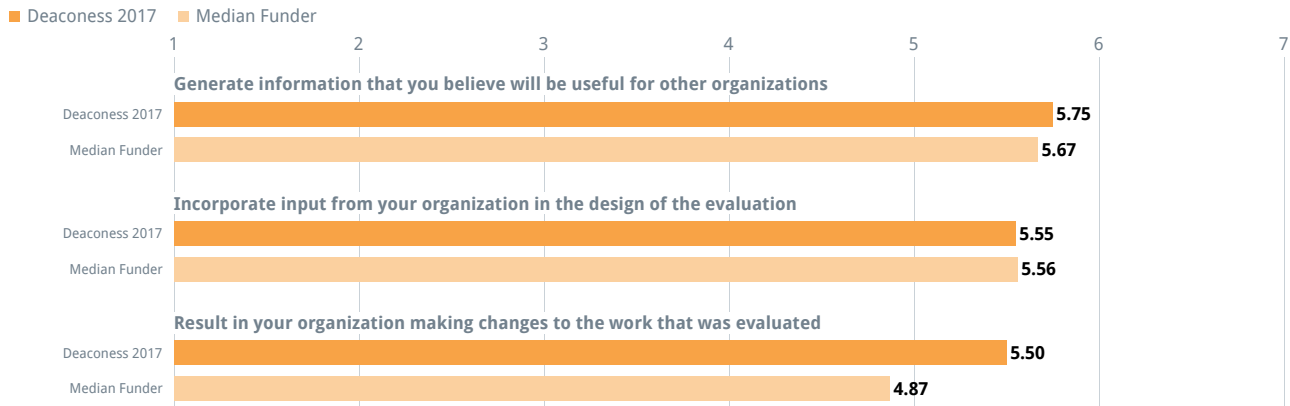 Deaconess 2017 Median Funder
1 2 3 4 5 6 7
Generate information that you believe will be useful for other organizations
Deaconess 2017 5.75
Median Funder 5.67
Incorporate input from your organization in the design of the evaluation
Deaconess 2017 5.55
Median Funder 5.56
Result in your organization making changes to the work that was evaluated
Deaconess 2017 5.50
Median Funder 4.87